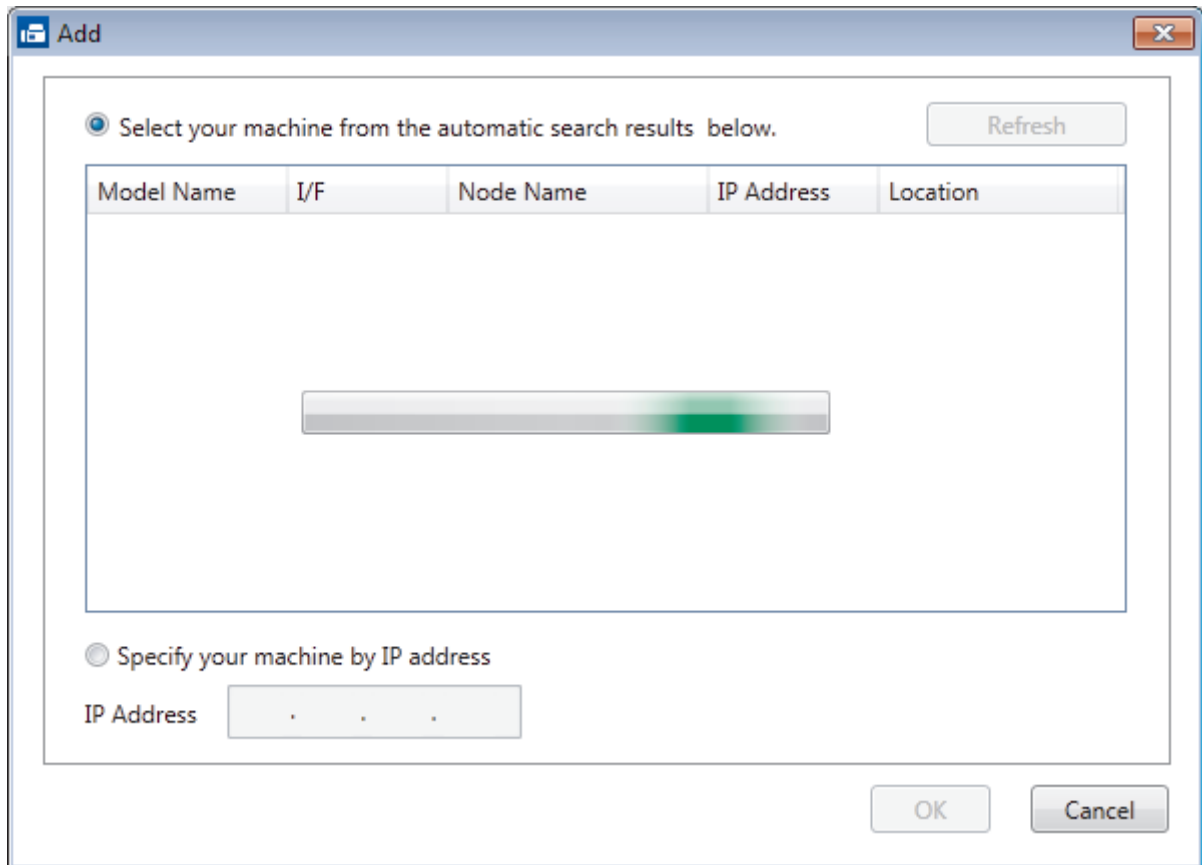 Add
Select your machine from the automatic search results below.
Refresh
Model Name I/F Node Name IP Address Location
Specify your machine by IP address
IP Address . . .
OK Cancel